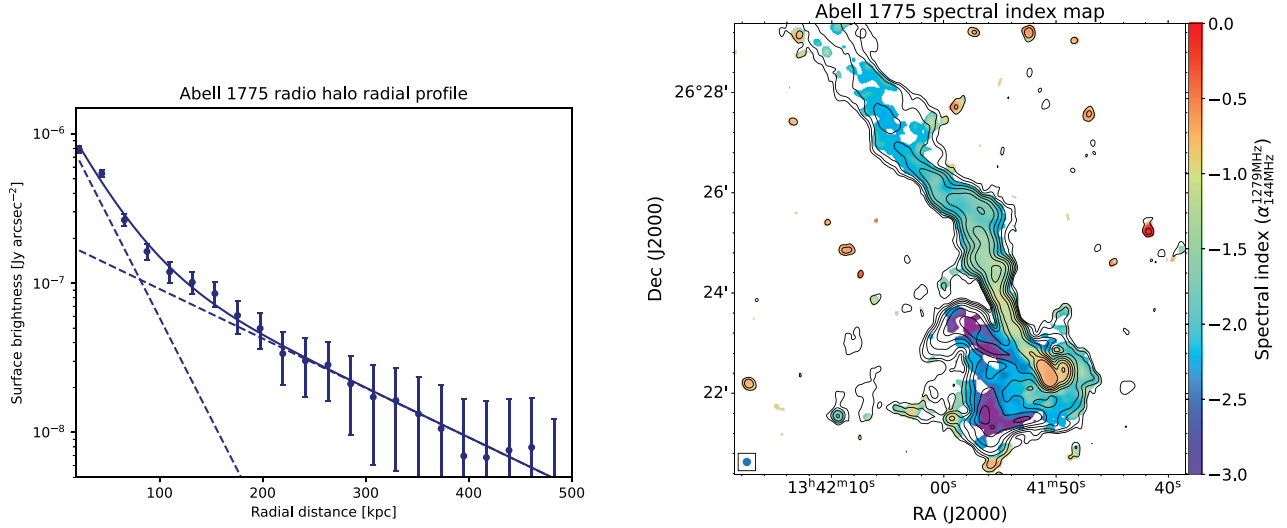 Abell 1775 radio halo radial profile
Surface brightness [Jy arcsec⁻²]
10⁻⁶
10⁻⁷
10⁻⁸
100
200
300
400
500
Radial distance [kpc]
Abell 1775 spectral index map
Dec (J2000)
26°28'
26'
24'
22'
13ʰ42ᵐ10ˢ
00ˢ
41ᵐ50ˢ
40ˢ
RA (J2000)
0.0
−0.5
−1.0
−1.5
−2.0
−2.5
−3.0
Spectral index (α¹²⁷⁹ᴹᴴᶻ₁₄₄MHz)